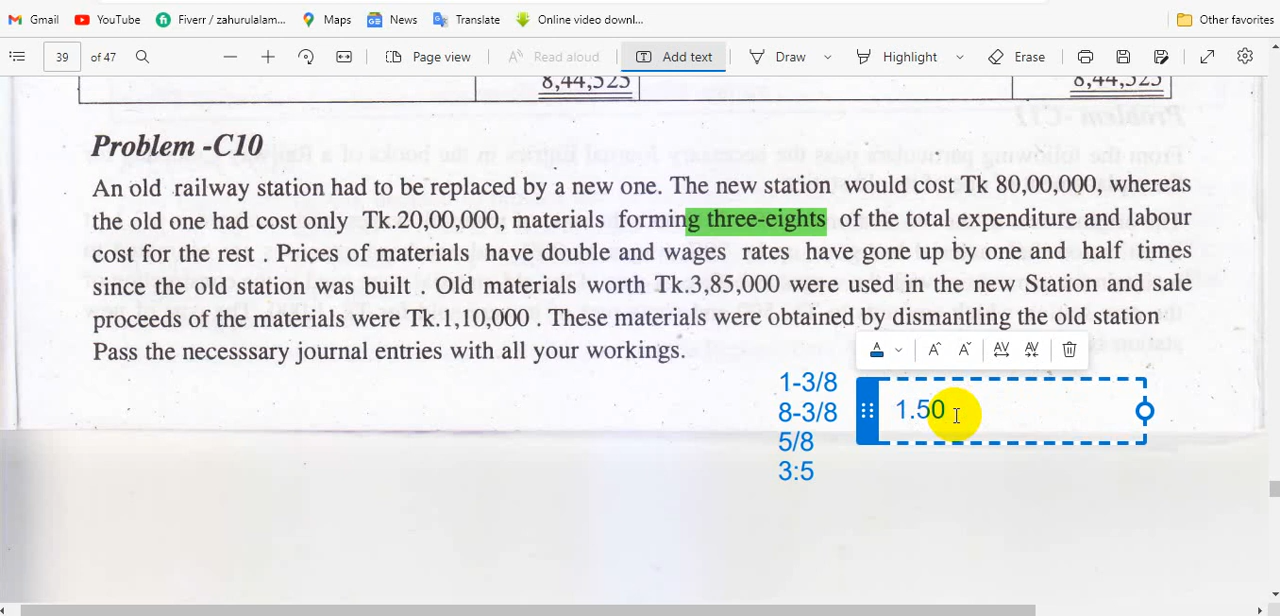 Gmail YouTube Fiverr / zahurulalam... Maps News Translate Online video downl... Other favorites
39 of 47 Page view Read aloud Add text Draw Highlight Erase
8,44,325 8,44,325
Problem -C10
An old railway station had to be replaced by a new one. The new station would cost Tk 80,00,000, whereas
the old one had cost only Tk.20,00,000, materials forming three-eights of the total expenditure and labour
cost for the rest . Prices of materials have double and wages rates have gone up by one and half times
since the old station was built . Old materials worth Tk.3,85,000 were used in the new Station and sale
proceeds of the materials were Tk.1,10,000 . These materials were obtained by dismantling the old station
Pass the necesssary journal entries with all your workings.
1-3/8
8-3/8 1.50
5/8
3:5